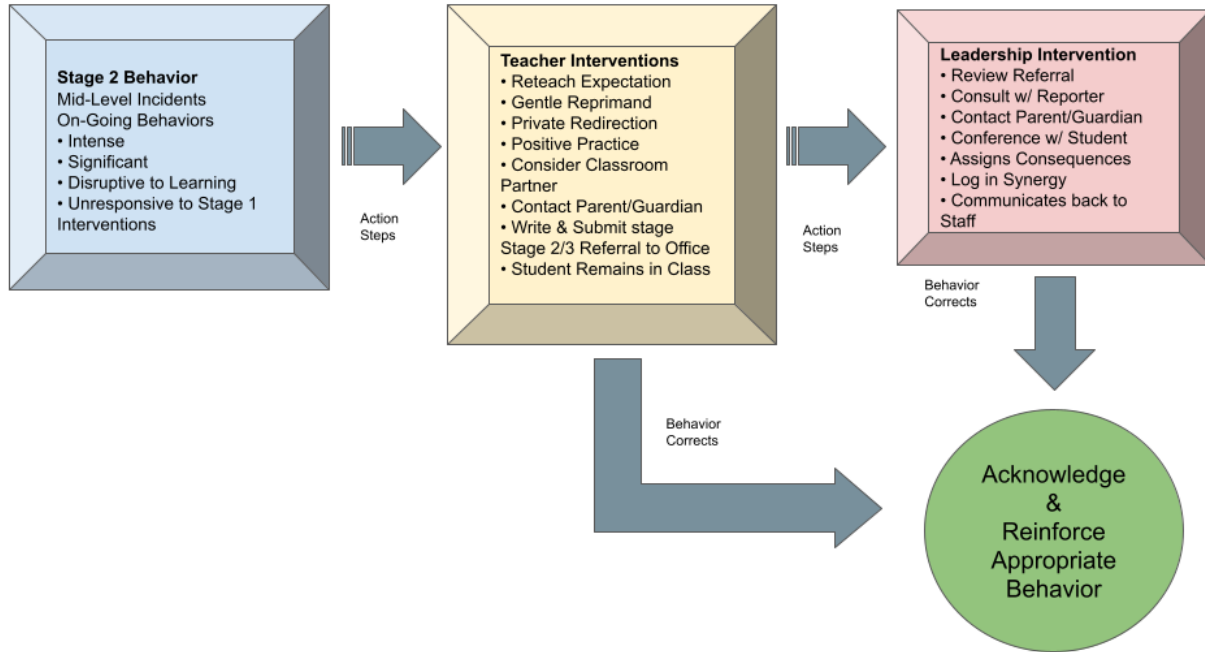 Stage 2 Behavior
Mid-Level Incidents
On-Going Behaviors
• Intense
• Significant
• Disruptive to Learning
• Unresponsive to Stage 1
Interventions
Action
Steps
Teacher Interventions
• Reteach Expectation
• Gentle Reprimand
• Private Redirection
• Positive Practice
• Consider Classroom
Partner
• Contact Parent/Guardian
• Write & Submit stage
Stage 2/3 Referral to Office
• Student Remains in Class
Action
Steps
Leadership Intervention
• Review Referral
• Consult w/ Reporter
• Contact Parent/Guardian
• Conference w/ Student
• Assigns Consequences
• Log in Synergy
• Communicates back to
Staff
Behavior
Corrects
Behavior
Corrects
Acknowledge
&
Reinforce
Appropriate
Behavior